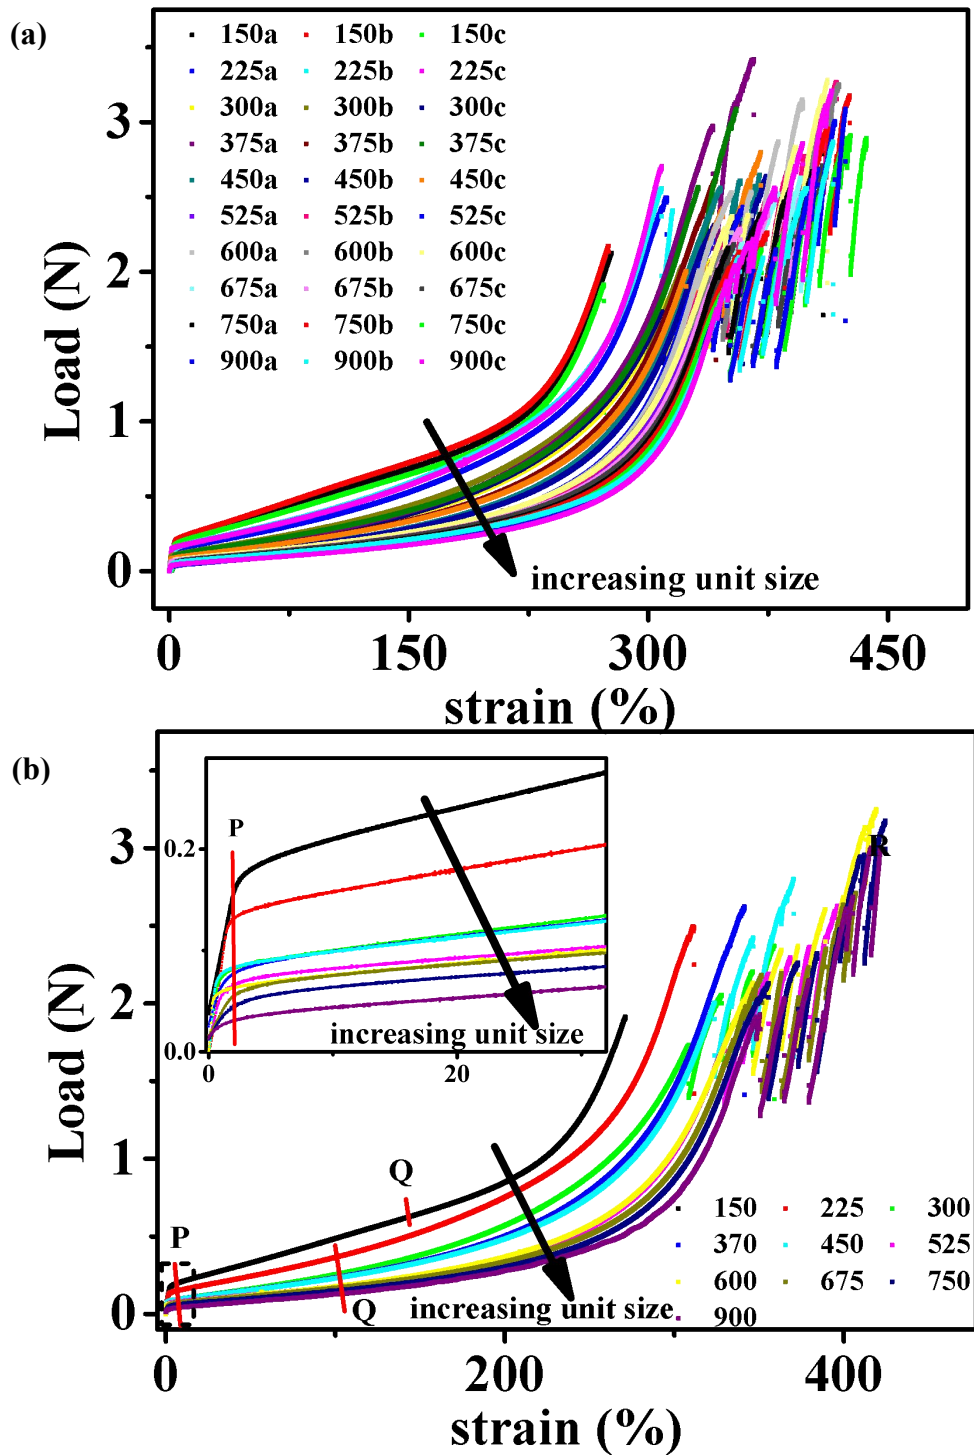 (a)
150a 150b 150c
225a 225b 225c
300a 300b 300c
375a 375b 375c
450a 450b 450c
525a 525b 525c
600a 600b 600c
675a 675b 675c
750a 750b 750c
900a 900b 900c
3
2
1
0
Load (N)
increasing unit size
0 150 300 450
strain (%)
(b)
P
0.2
0.0
increasing unit size
0 20
R
3
2
1
0
Load (N)
Q
P
Q
increasing unit size
150 225 300
370 450 525
600 675 750
900
0 200 400
strain (%)